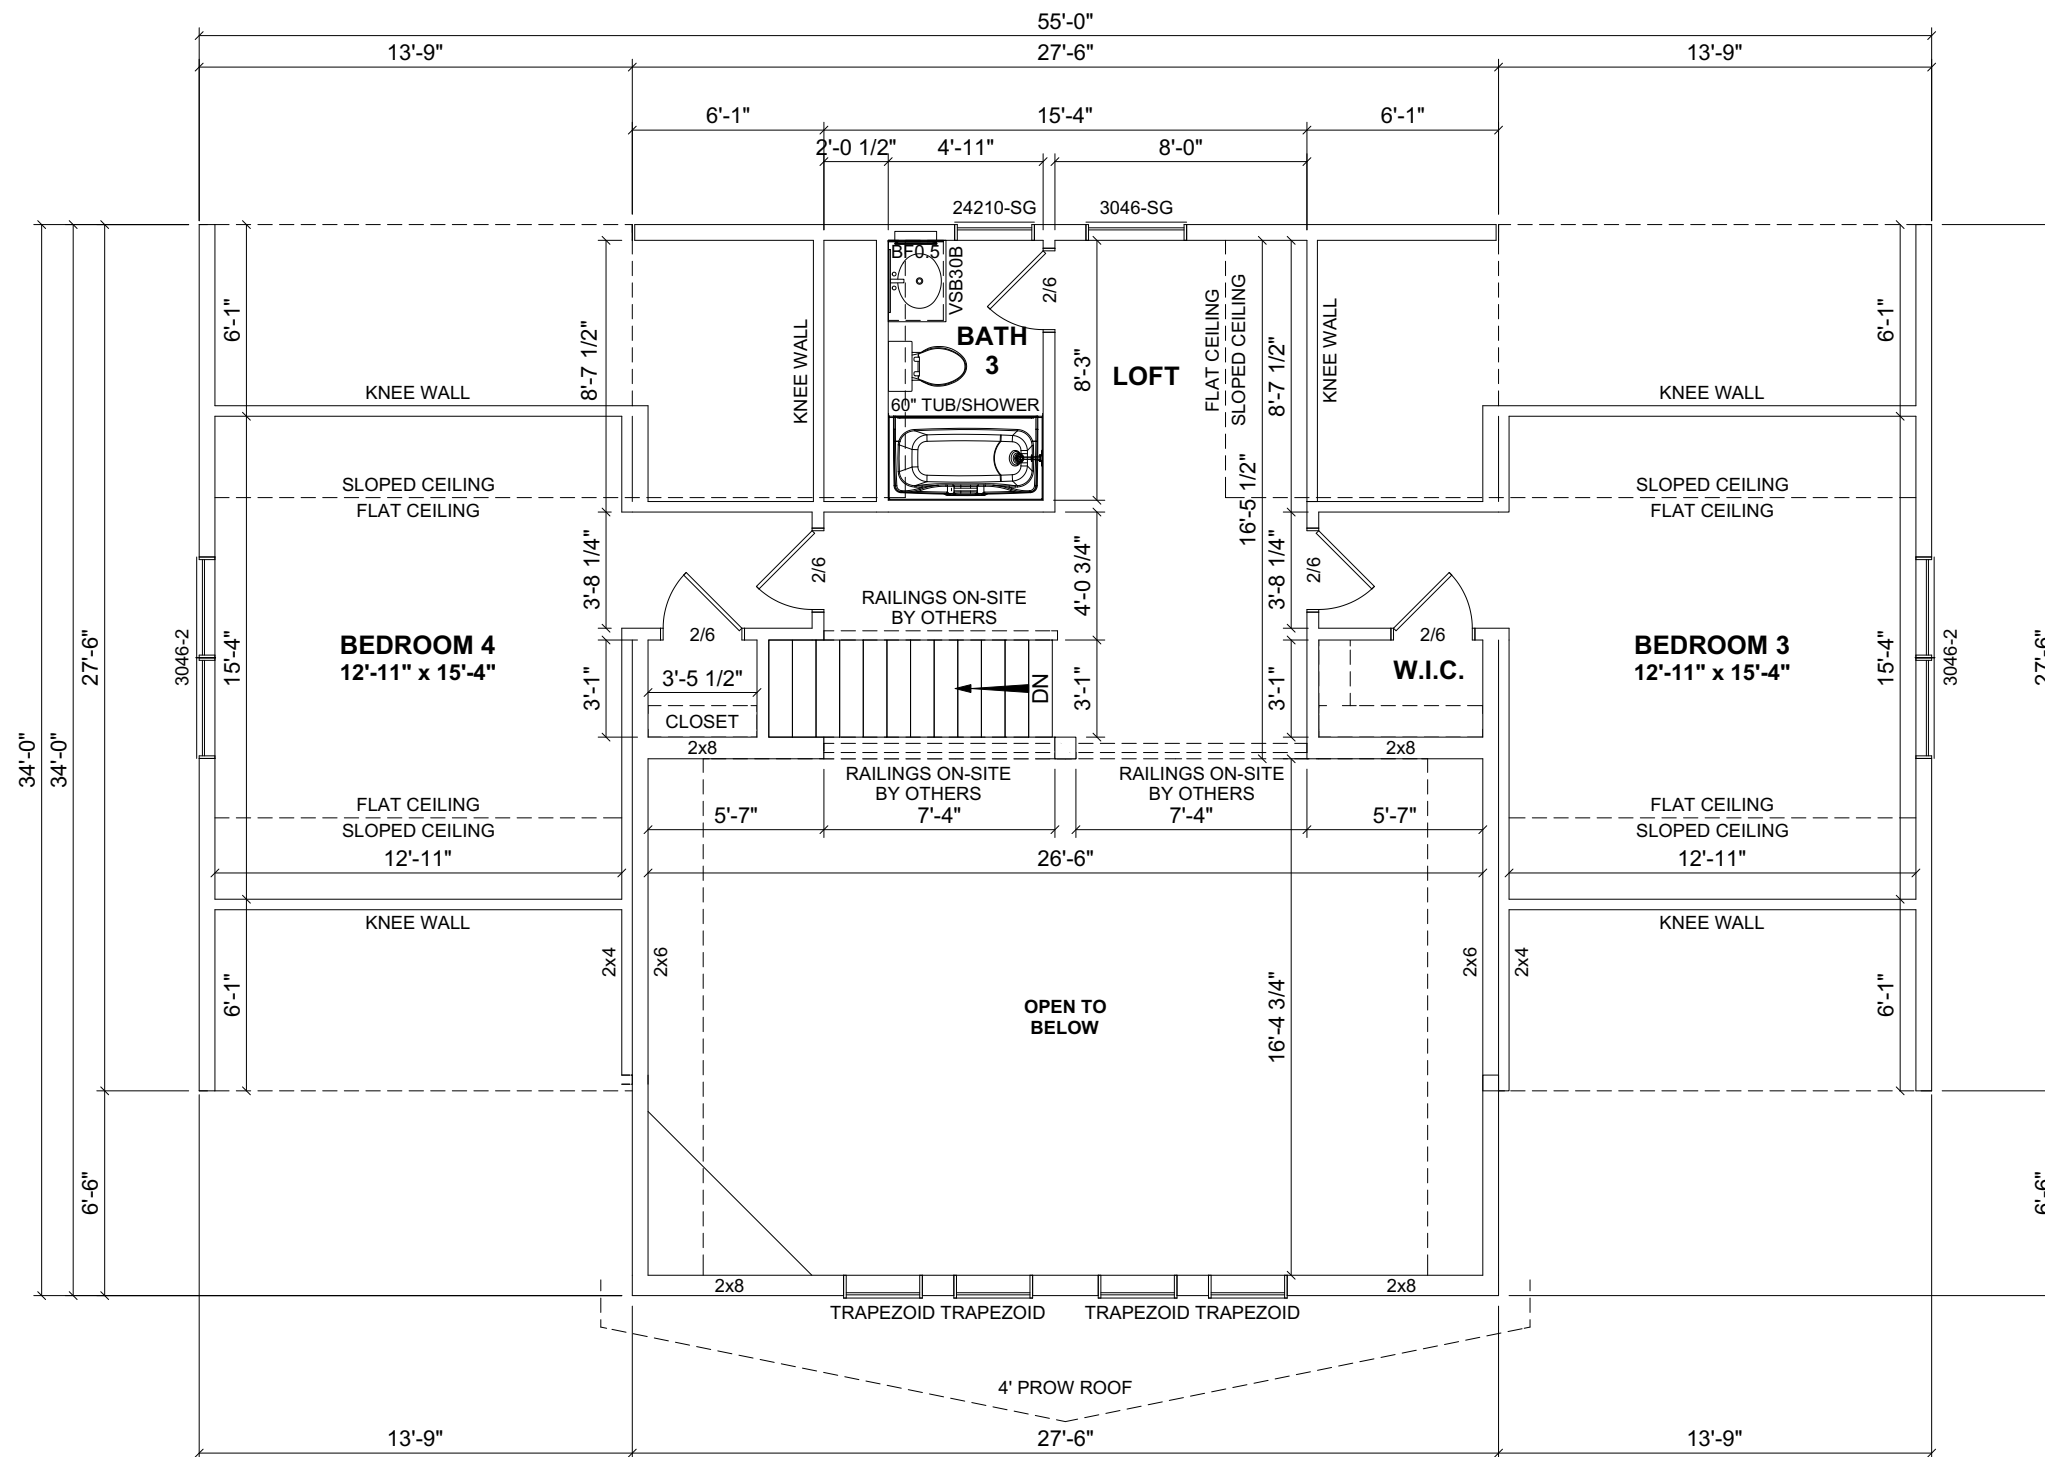 55'-0"
13'-9"
27'-6"
13'-9"
6'-1"
15'-4"
6'-1"
2'-0 1/2"
4'-11"
8'-0"
24210-SG
3046-SG
BF0.5
VSB30B
2/6
BATH
3
LOFT
60" TUB/SHOWER
8'-3"
FLAT CEILING
SLOPED CEILING
8'-7 1/2"
8'-7 1/2"
16'-5 1/2"
KNEE WALL
KNEE WALL
6'-1"
6'-1"
KNEE WALL
KNEE WALL
SLOPED CEILING
FLAT CEILING
SLOPED CEILING
FLAT CEILING
3'-8 1/4"
2/6
4'-0 3/4"
3'-8 1/4"
2/6
RAILINGS ON-SITE
BY OTHERS
2/6
2/6
34'-0"
34'-0"
27'-6"
3046-2
15'-4"
BEDROOM 4
12'-11" x 15'-4"
3'-1"
3'-5 1/2"
CLOSET
DN
3'-1"
3'-1"
W.I.C.
BEDROOM 3
12'-11" x 15'-4"
15'-4"
3046-2
27'-6"
2x8
2x8
RAILINGS ON-SITE
BY OTHERS
RAILINGS ON-SITE
BY OTHERS
FLAT CEILING
SLOPED CEILING
FLAT CEILING
SLOPED CEILING
5'-7"
7'-4"
7'-4"
5'-7"
12'-11"
26'-6"
12'-11"
KNEE WALL
KNEE WALL
2x4
2x6
2x6
2x4
6'-1"
6'-1"
OPEN TO
BELOW
16'-4 3/4"
6'-6"
6'-6"
2x8
2x8
TRAPEZOID TRAPEZOID
TRAPEZOID TRAPEZOID
4' PROW ROOF
13'-9"
27'-6"
13'-9"